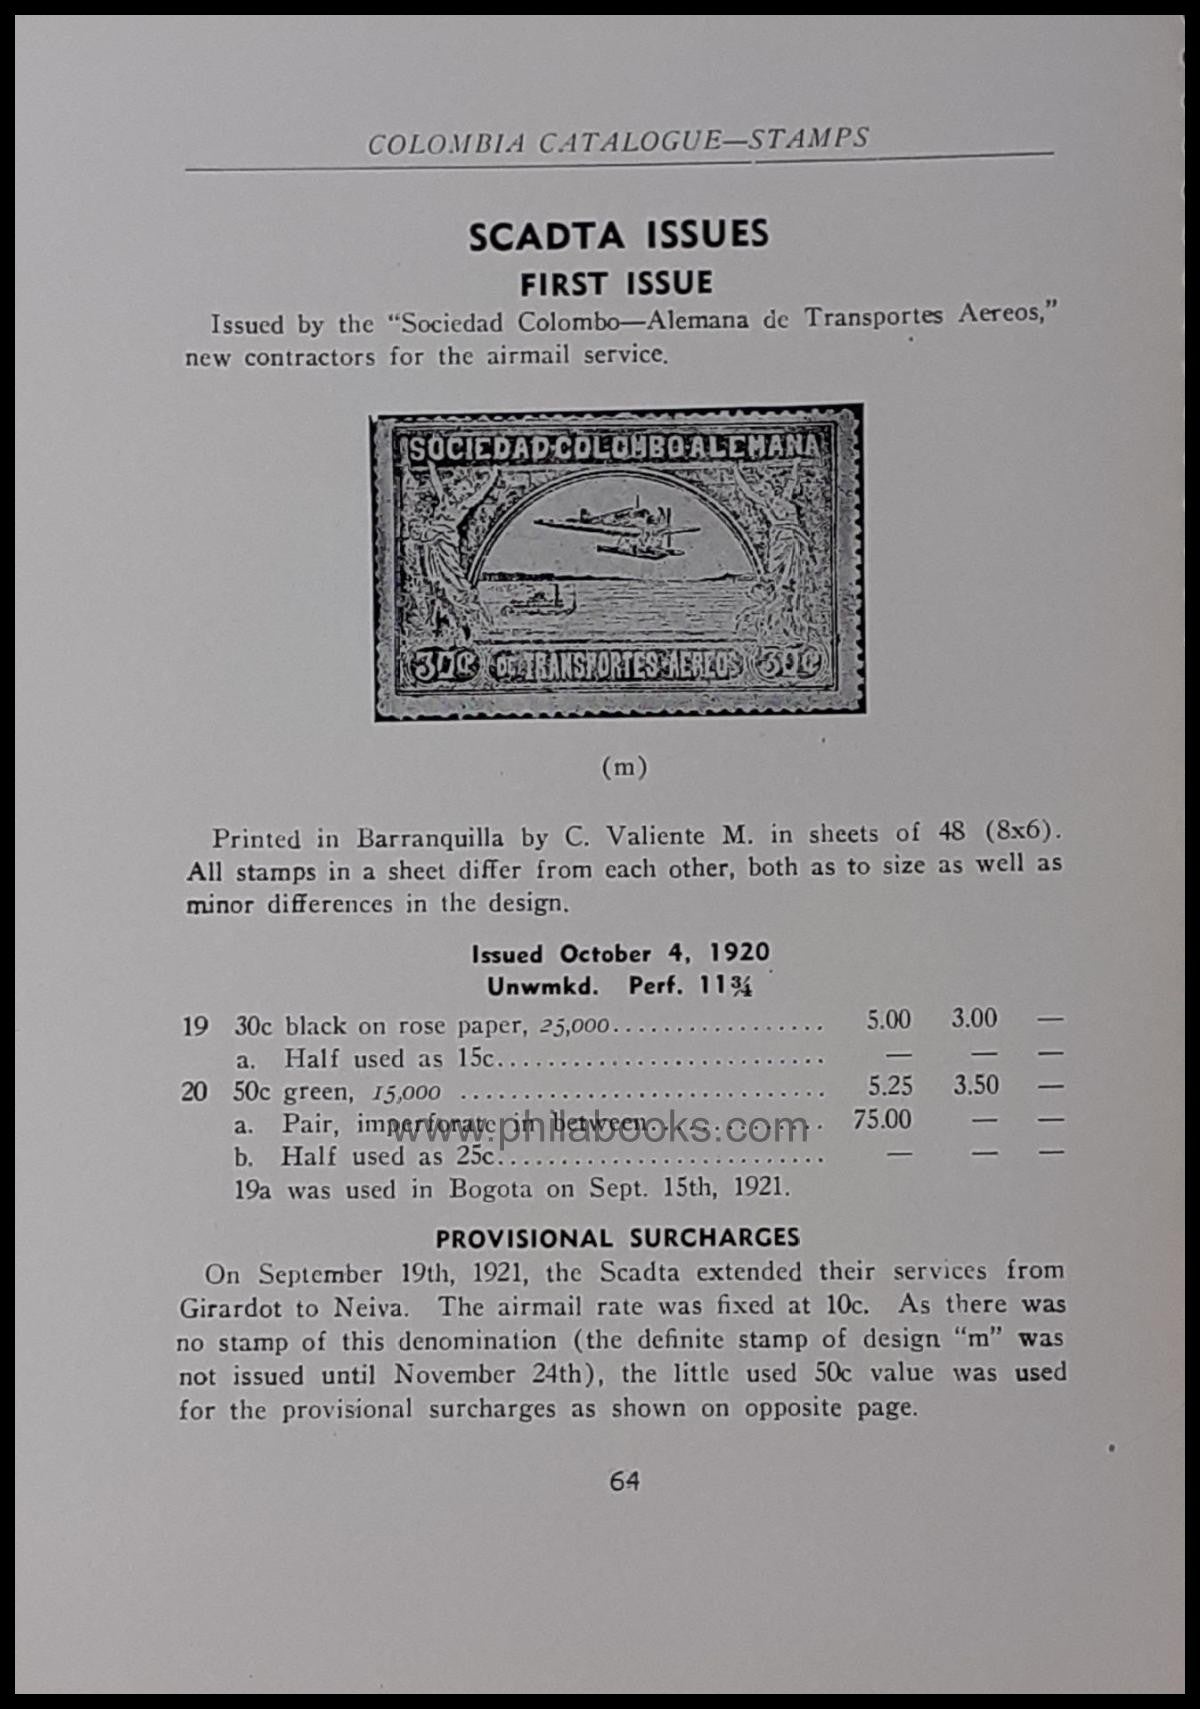 COLOMBIA CATALOGUE—STAMPS
SCADTA ISSUES
FIRST ISSUE
Issued by the “Sociedad Colombo—Alemana de Transportes Aereos,”
new contractors for the airmail service.
SOCIEDAD·COLOMBO·ALEMANA
30¢ DE TRANSPORTES·AEREOS 30¢
(m)
Printed in Barranquilla by C. Valiente M. in sheets of 48 (8x6).
All stamps in a sheet differ from each other, both as to size as well as
minor differences in the design.
Issued October 4, 1920
Unwmkd. Perf. 11¾
19 30c black on rose paper, 25,000................. 5.00 3.00 —
a. Half used as 15c.......................... — — —
20 50c green, 15,000 ............................. 5.25 3.50 —
a. Pair, imperforate in between.............. 75.00 — —
www.philabooks.com
b. Half used as 25c.......................... — — —
19a was used in Bogota on Sept. 15th, 1921.
PROVISIONAL SURCHARGES
On September 19th, 1921, the Scadta extended their services from
Girardot to Neiva. The airmail rate was fixed at 10c. As there was
no stamp of this denomination (the definite stamp of design “m” was
not issued until November 24th), the little used 50c value was used
for the provisional surcharges as shown on opposite page.
64